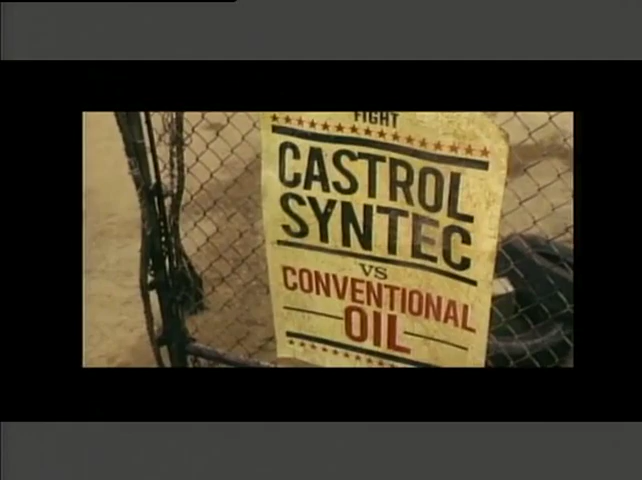 FIGHT
CASTROL
SYNTEC
VS
CONVENTIONAL
OIL